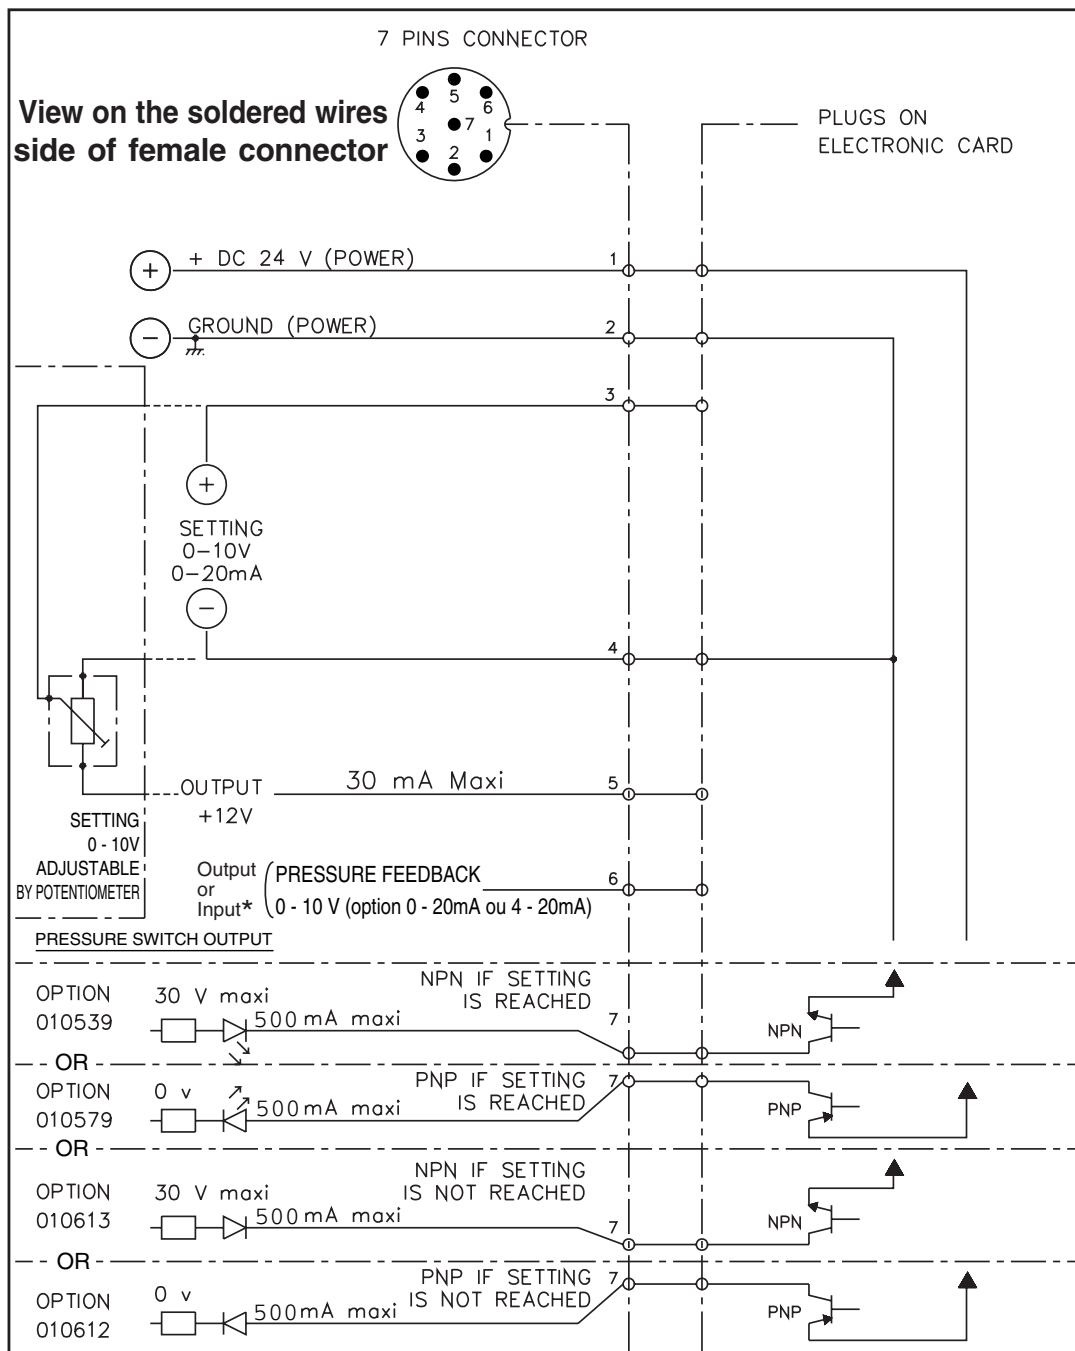 7 PINS CONNECTOR
View on the soldered wires
side of female connector
4
5
6
3
7
1
2
PLUGS ON
ELECTRONIC CARD
+
+ DC 24 V (POWER)
1
−
GROUND (POWER)
2
3
+
SETTING
0−10V
0−20mA
−
4
OUTPUT
+12V
30 mA Maxi
5
SETTING
0 - 10V
ADJUSTABLE
BY POTENTIOMETER
Output
or
Input*
PRESSURE FEEDBACK
0 - 10 V (option 0 - 20mA ou 4 - 20mA)
6
PRESSURE SWITCH OUTPUT
OPTION
010539
30 V maxi
500mA maxi
NPN IF SETTING
IS REACHED
7
NPN
OR
OPTION
010579
0 v
500mA maxi
PNP IF SETTING
IS REACHED
7
PNP
OR
OPTION
010613
30 V maxi
500mA maxi
NPN IF SETTING
IS NOT REACHED
7
NPN
OR
OPTION
010612
0 v
500mA maxi
PNP IF SETTING
IS NOT REACHED
7
PNP